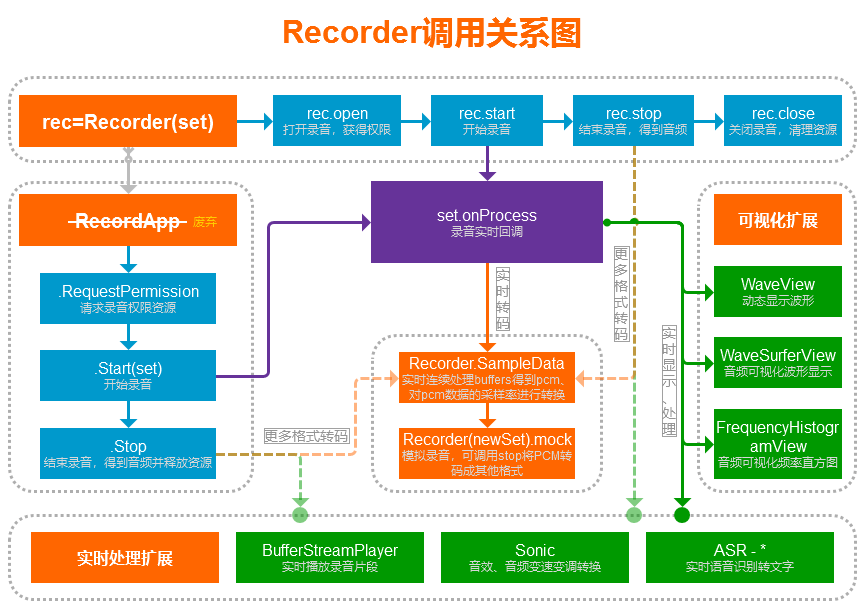 Recorder调用关系图
rec=Recorder(set)
rec.open
打开录音，获得权限
rec.start
开始录音
rec.stop
结束录音，得到音频
rec.close
关闭录音，清理资源
RecordApp 废弃
.RequestPermission
请求录音权限资源
.Start(set)
开始录音
.Stop
结束录音，得到音频并释放资源
set.onProcess
录音实时回调
实时转码
更多格式转码
更多格式转码
实时显示、处理
Recorder.SampleData
实时连续处理buffers得到pcm、
对pcm数据的采样率进行转换
Recorder(newSet).mock
模拟录音，可调用stop将PCM转
码成其他格式
可视化扩展
WaveView
动态显示波形
WaveSurferView
音频可视化波形显示
FrequencyHistogr
amView
音频可视化频率直方图
实时处理扩展
BufferStreamPlayer
实时播放录音片段
Sonic
音效、音频变速变调转换
ASR - *
实时语音识别转文字